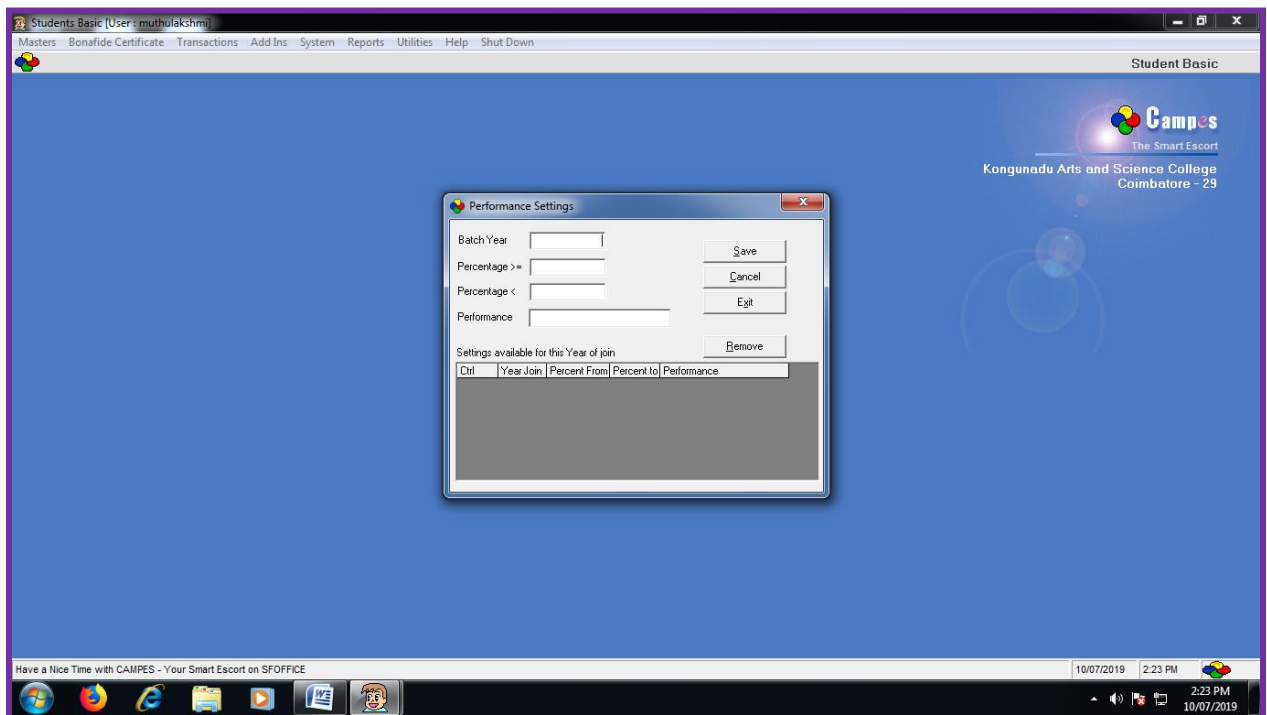 Students Basic [User : muthulakshmi]
Masters Bonafide Certificate Transactions Add Ins System Reports Utilities Help Shut Down
Student Basic
Campes
The Smart Escort
Kongunadu Arts and Science College
Coimbatore - 29
Performance Settings
Batch Year
Save
Percentage >=
Cancel
Percentage <
Exit
Performance
Remove
Settings available for this Year of join
Ctrl Year Join Percent From Percent to Performance
Have a Nice Time with CAMPES - Your Smart Escort on SFOFFICE
10/07/2019 2:23 PM
2:23 PM
10/07/2019